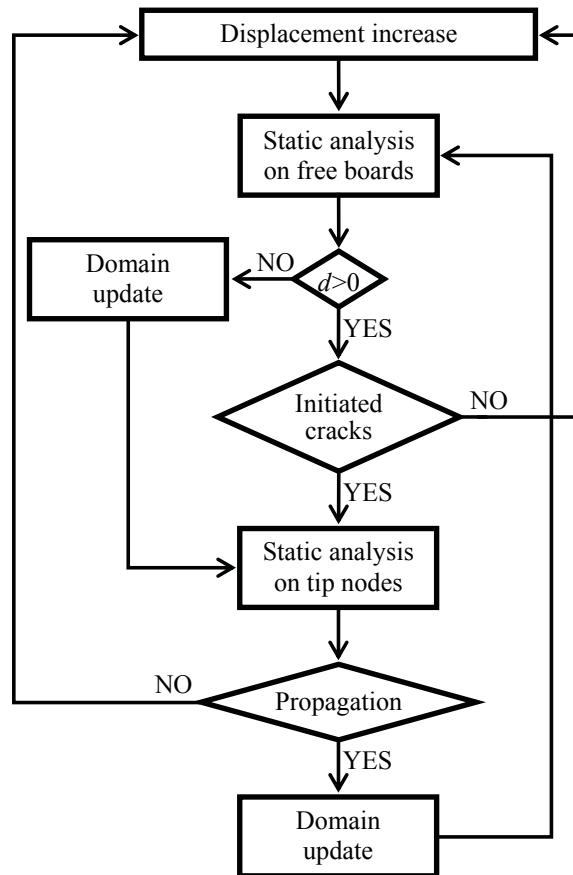 Displacement increase
Static analysis
on free boards
NO
d>0
Domain
update
YES
Initiated
cracks
NO
YES
Static analysis
on tip nodes
NO
Propagation
YES
Domain
update